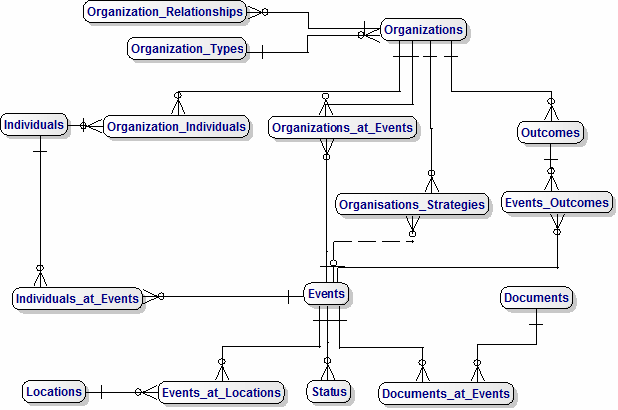 Organization_Relationships
Organizations
Organization_Types
Individuals
Organization_Individuals
Organizations_at_Events
Outcomes
Organisations_Strategies
Events_Outcomes
Individuals_at_Events
Events
Documents
Locations
Events_at_Locations
Status
Documents_at_Events